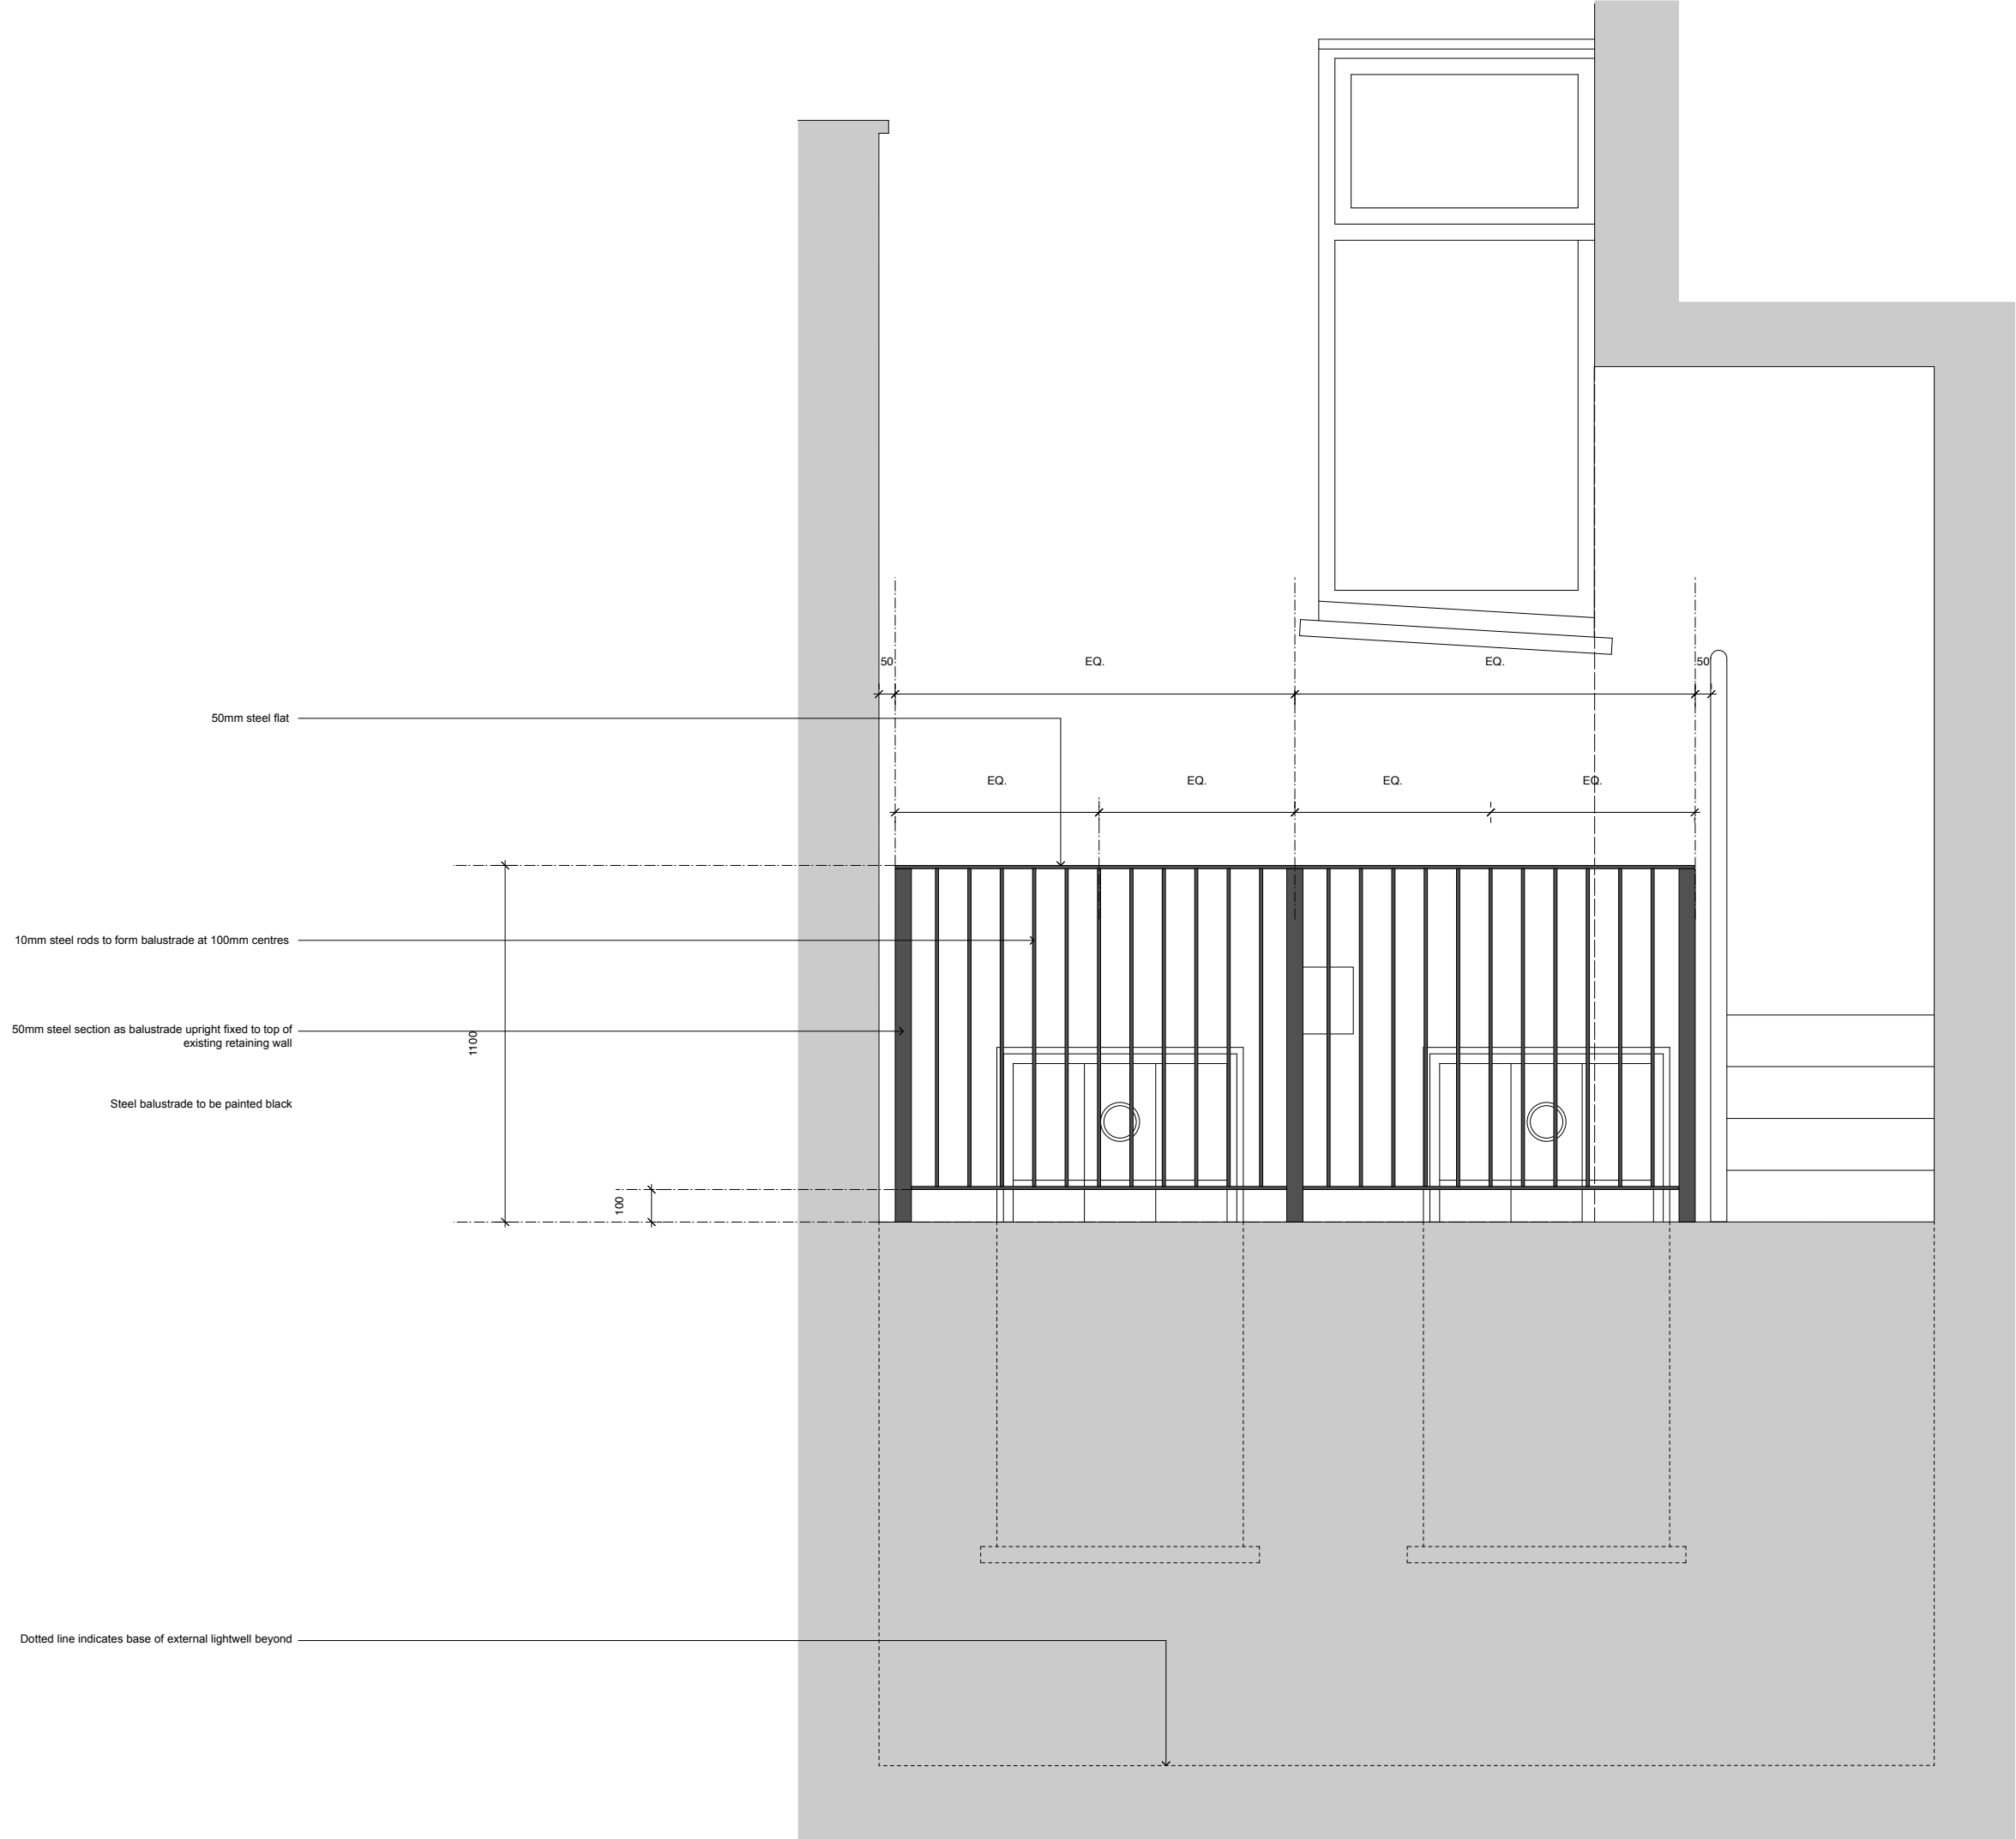 50
EQ.
EQ.
50
50mm steel flat
EQ.
EQ.
EQ.
EQ.
10mm steel rods to form balustrade at 100mm centres
50mm steel section as balustrade upright fixed to top of
existing retaining wall
1100
Steel balustrade to be painted black
100
Dotted line indicates base of external lightwell beyond